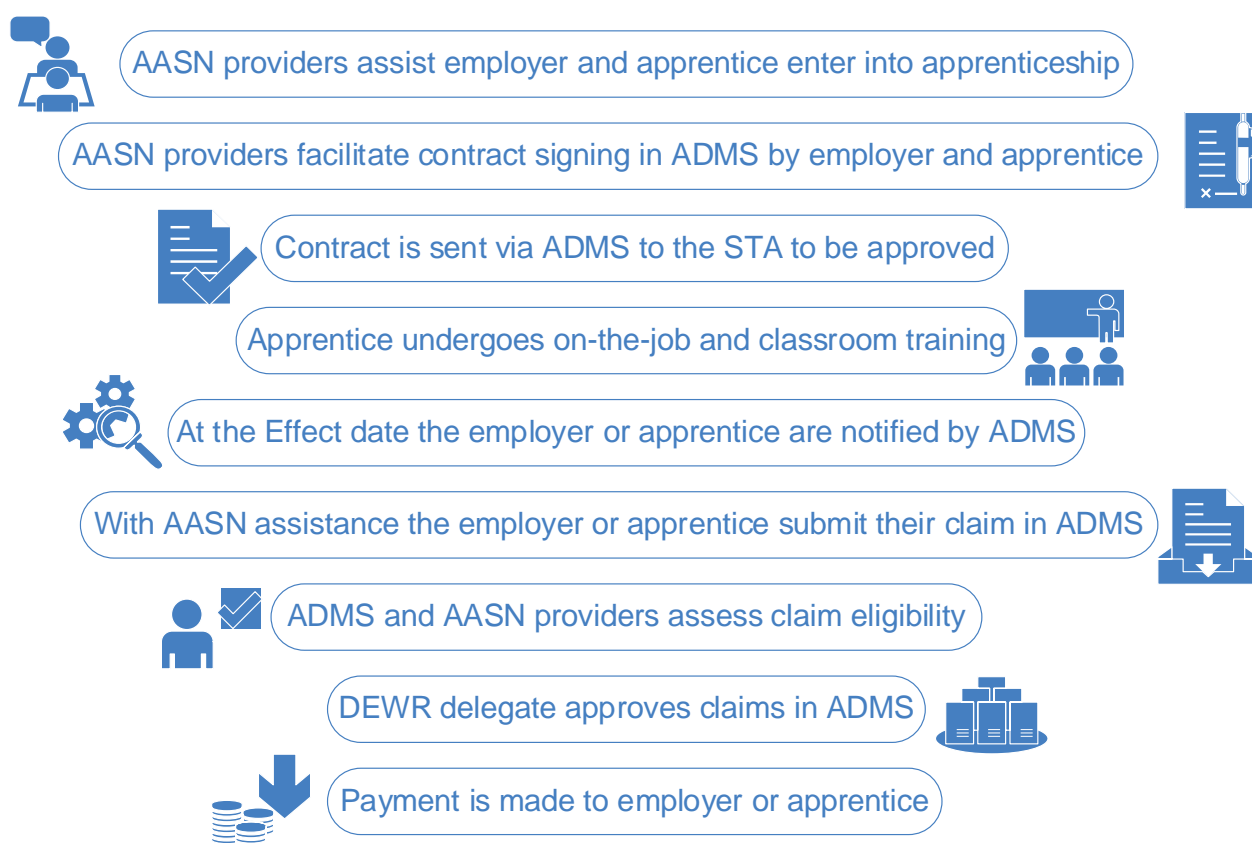 AASN providers assist employer and apprentice enter into apprenticeship
AASN providers facilitate contract signing in ADMS by employer and apprentice
Contract is sent via ADMS to the STA to be approved
Apprentice undergoes on-the-job and classroom training
At the Effect date the employer or apprentice are notified by ADMS
With AASN assistance the employer or apprentice submit their claim in ADMS
ADMS and AASN providers assess claim eligibility
DEWR delegate approves claims in ADMS
Payment is made to employer or apprentice